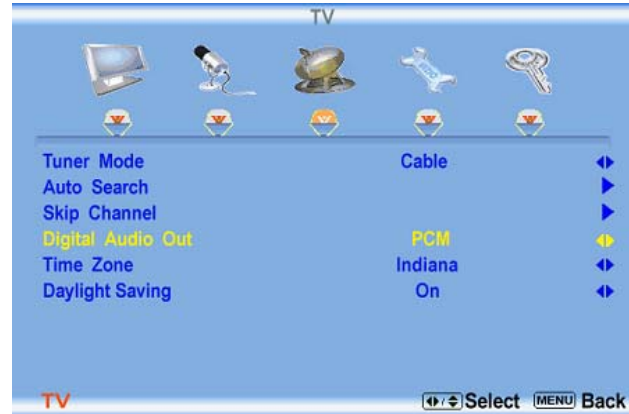 TV
Tuner Mode Cable
Auto Search
Skip Channel
Digital Audio Out PCM
Time Zone Indiana
Daylight Saving On
TV Select MENU Back